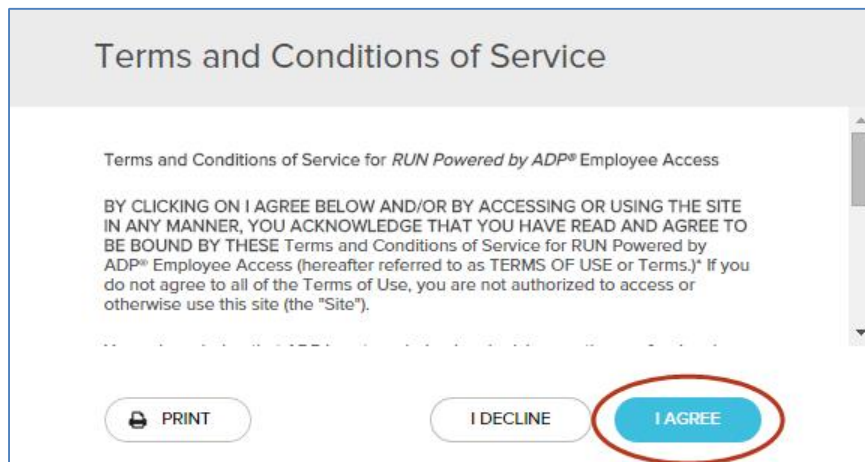 Terms and Conditions of Service
Terms and Conditions of Service for RUN Powered by ADP® Employee Access
BY CLICKING ON I AGREE BELOW AND/OR BY ACCESSING OR USING THE SITE
IN ANY MANNER, YOU ACKNOWLEDGE THAT YOU HAVE READ AND AGREE TO
BE BOUND BY THESE Terms and Conditions of Service for RUN Powered by
ADP® Employee Access (hereafter referred to as TERMS OF USE or Terms.)* If you
do not agree to all of the Terms of Use, you are not authorized to access or
otherwise use this site (the "Site").
PRINT
I DECLINE
I AGREE